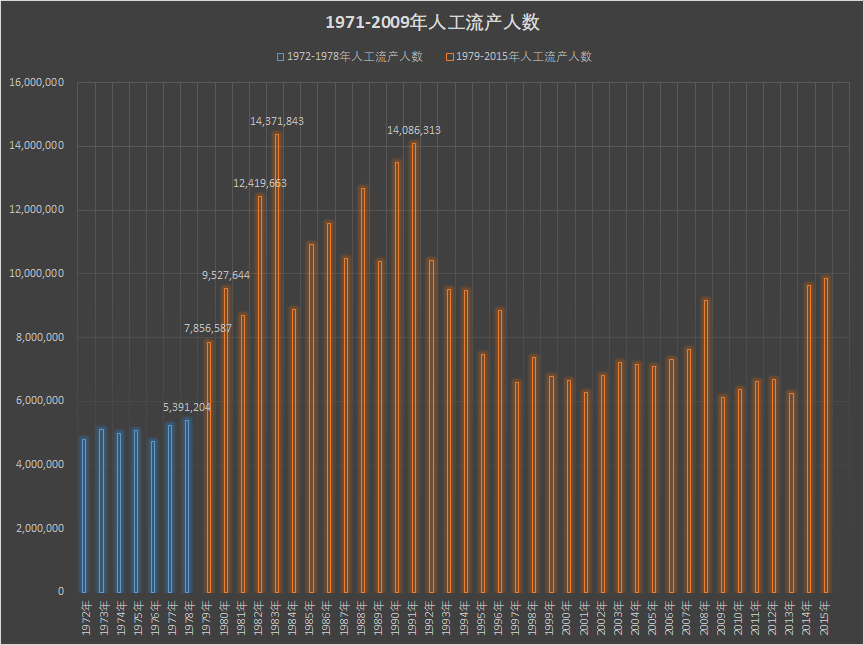 1971-2009年人工流产人数
1972-1978年人工流产人数 1979-2015年人工流产人数
16,000,000
14,371,843
14,086,313
14,000,000
12,419,663
12,000,000
10,000,000
9,527,644
7,856,587
8,000,000
6,000,000
5,391,204
4,000,000
2,000,000
0
1972年
1973年
1974年
1975年
1976年
1977年
1978年
1979年
1980年
1981年
1982年
1983年
1984年
1985年
1986年
1987年
1988年
1989年
1990年
1991年
1992年
1993年
1994年
1995年
1996年
1997年
1998年
1999年
2000年
2001年
2002年
2003年
2004年
2005年
2006年
2007年
2008年
2009年
2010年
2011年
2012年
2013年
2014年
2015年